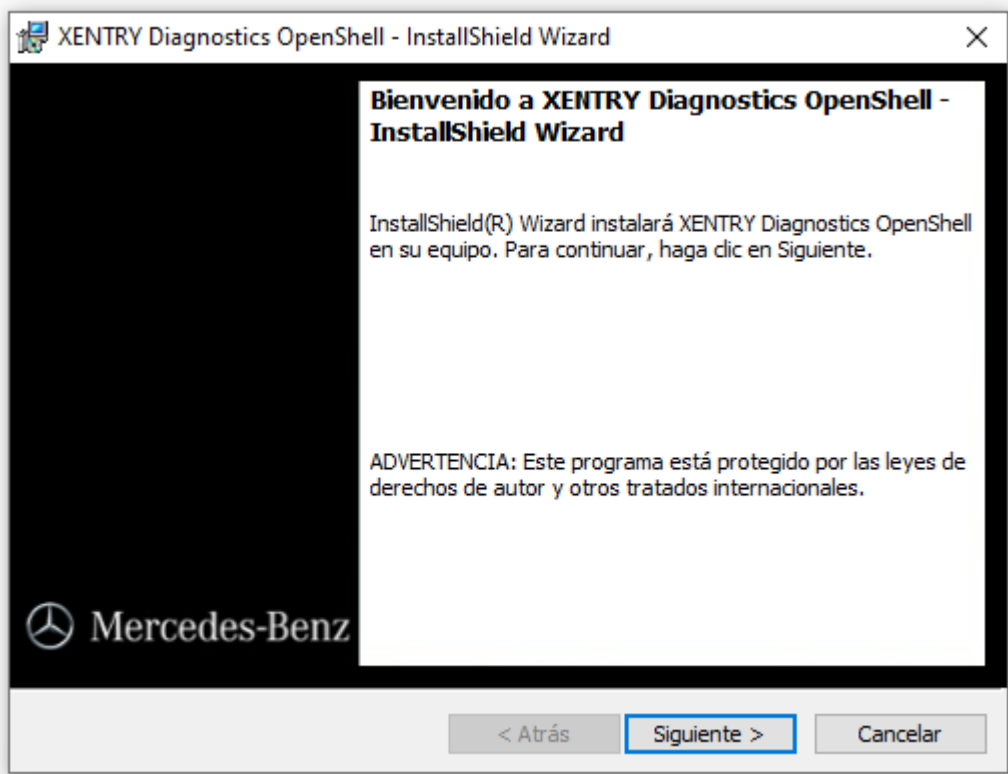 XENTRY Diagnostics OpenShell - InstallShield Wizard
Bienvenido a XENTRY Diagnostics OpenShell -
InstallShield Wizard
InstallShield(R) Wizard instalará XENTRY Diagnostics OpenShell
en su equipo. Para continuar, haga clic en Siguiente.
ADVERTENCIA: Este programa está protegido por las leyes de
derechos de autor y otros tratados internacionales.
Mercedes-Benz
< Atrás
Siguiente >
Cancelar